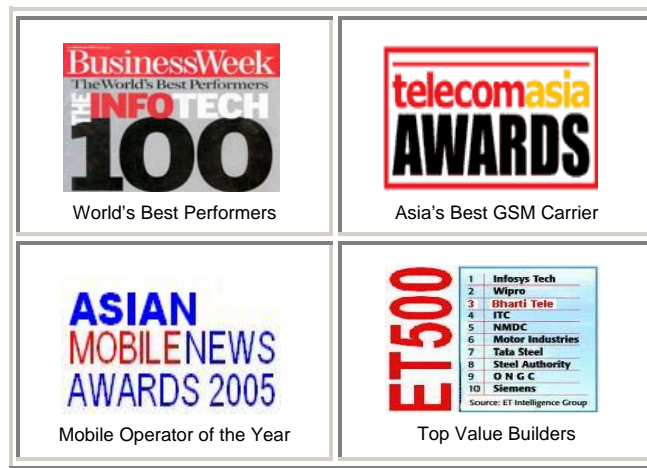 BusinessWeek
The World's Best Performers
THE INFOTECH
100
World's Best Performers
telecomasia
AWARDS
Asia's Best GSM Carrier
ASIAN
MOBILENEWS
AWARDS 2005
Mobile Operator of the Year
ET500
1 Infosys Tech
2 Wipro
3 Bharti Tele
4 ITC
5 NMDC
6 Motor Industries
7 Tata Steel
8 Steel Authority
9 O N G C
10 Siemens
Source: ET Intelligence Group
Top Value Builders